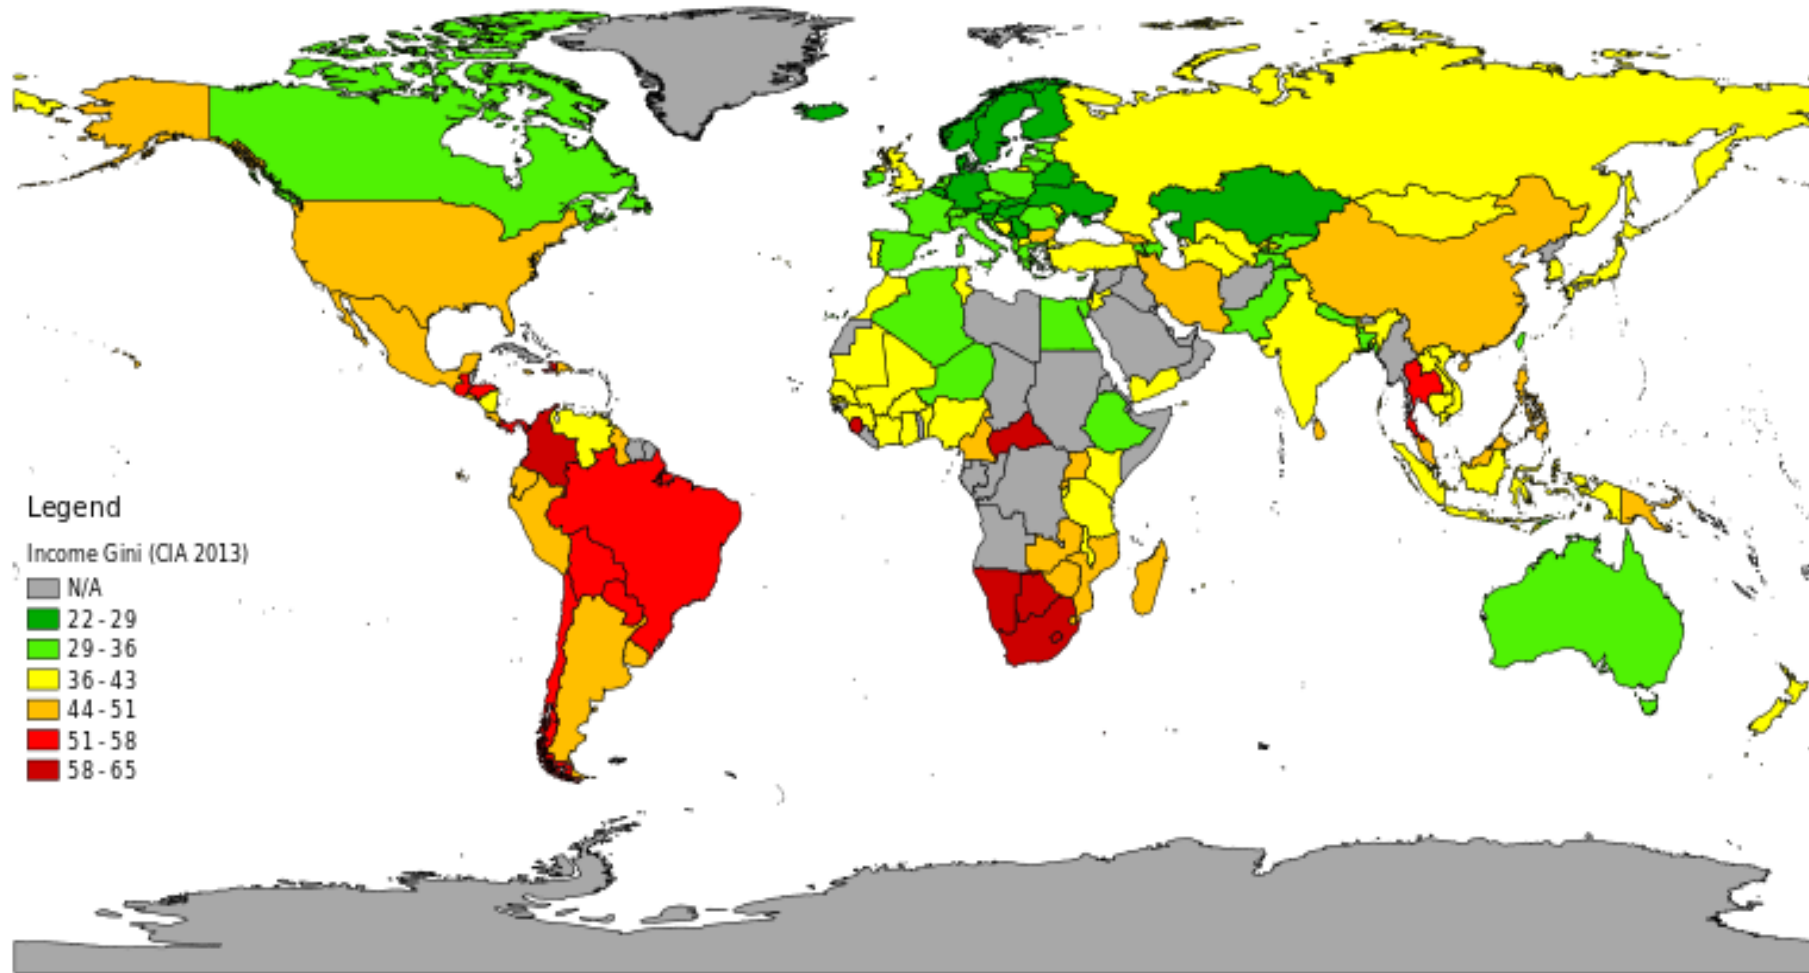 Legend
Income Gini (CIA 2013)
N/A
22 - 29
29 - 36
36 - 43
44 - 51
51 - 58
58 - 65